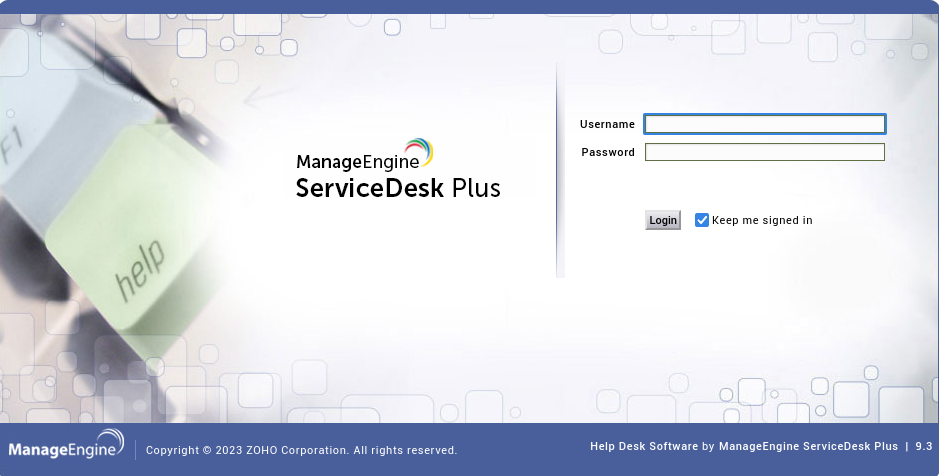 F1
help
ManageEngine
ServiceDesk Plus
Username
Password
Login
Keep me signed in
ManageEngine
Copyright © 2023 ZOHO Corporation. All rights reserved.
Help Desk Software by ManageEngine ServiceDesk Plus | 9.3